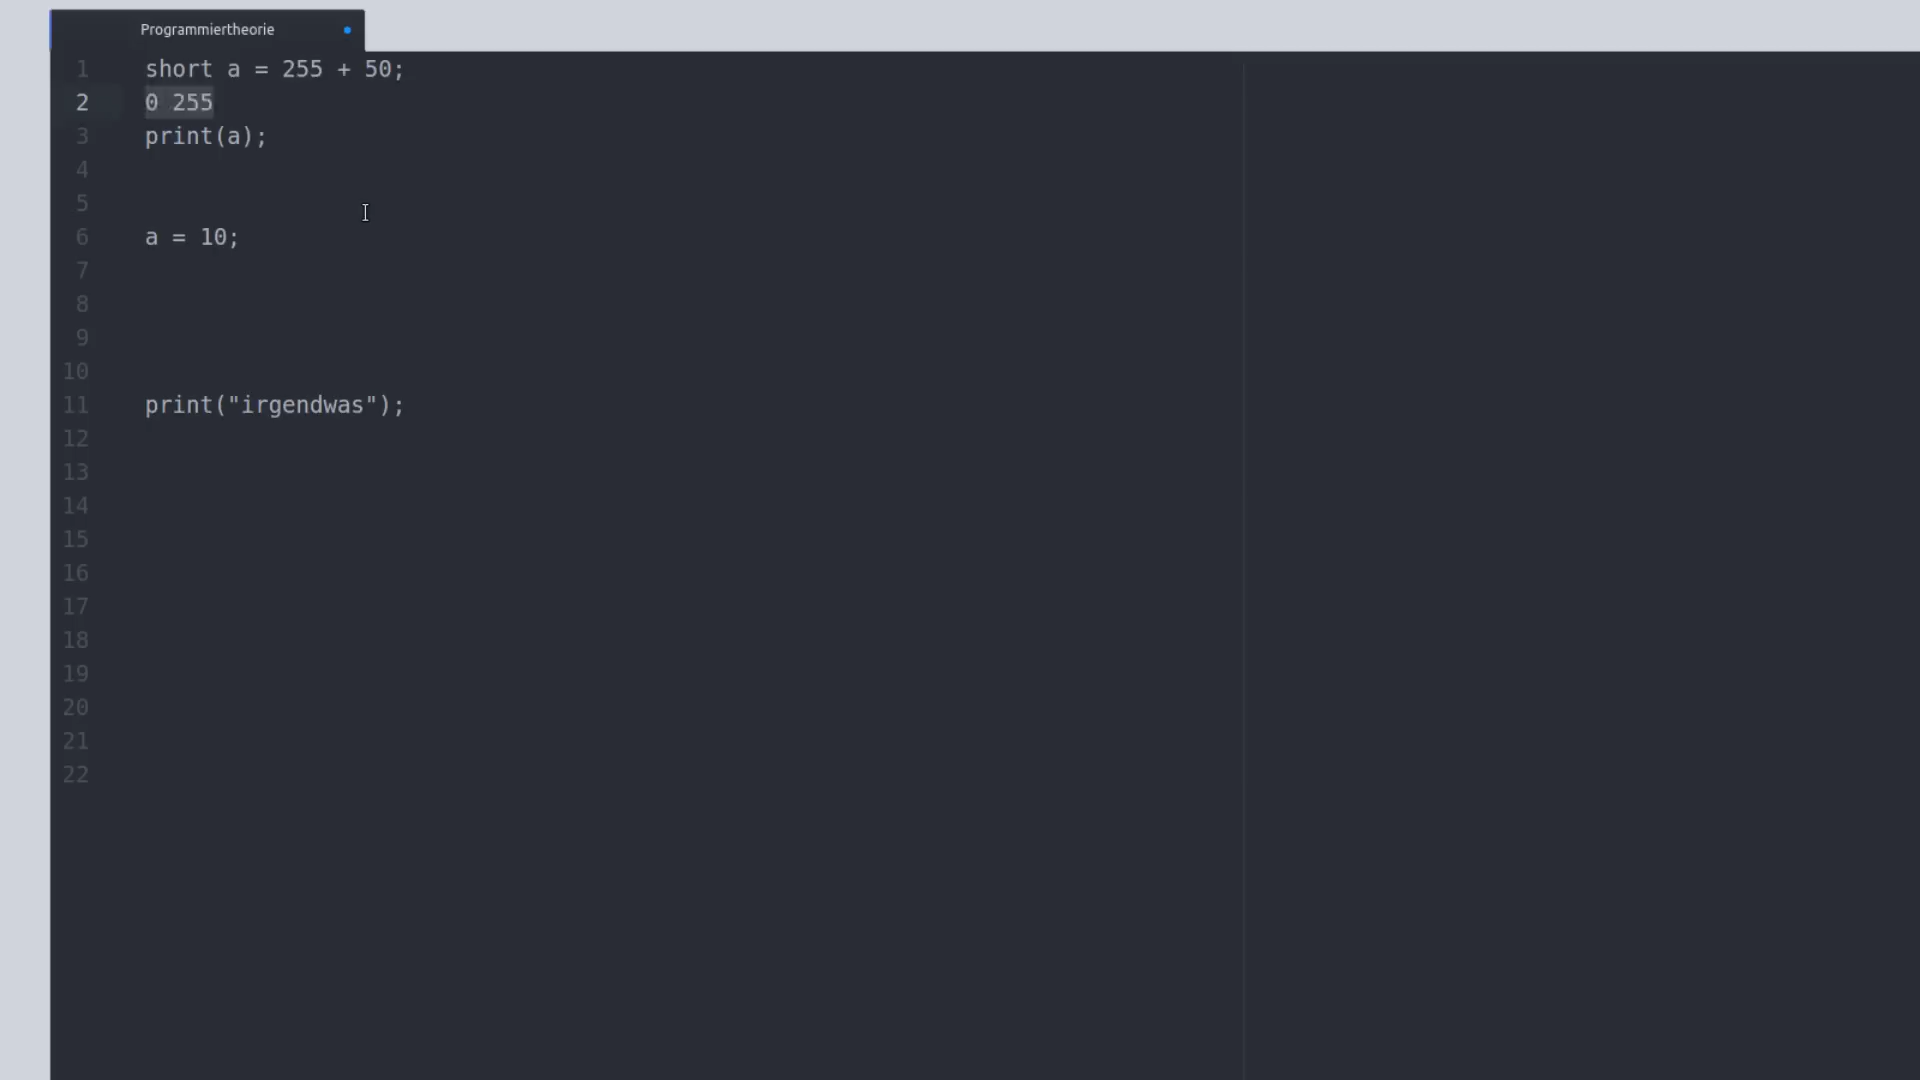 Programmiertheorie
1 short a = 255 + 50;
2 0 255
3 print(a);
4
5
6 a = 10;
7
8
9
10
11 print("irgendwas");
12
13
14
15
16
17
18
19
20
21
22